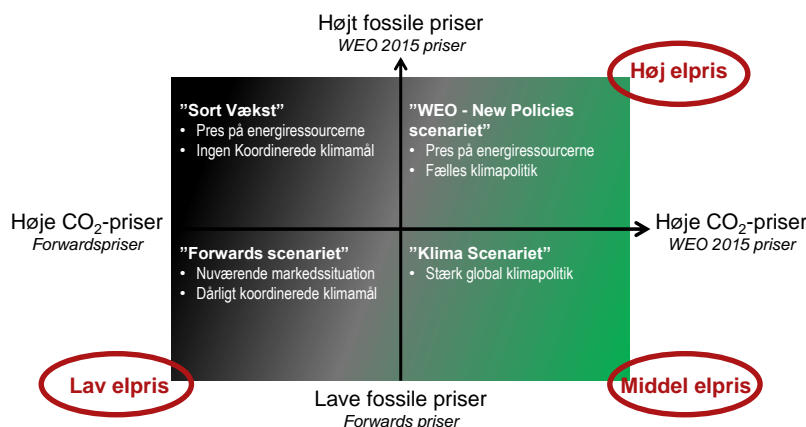 Højt fossile priser
WEO 2015 priser
Høj elpris
”Sort Vækst”
• Pres på energiressourcerne
• Ingen Koordinerede klimamål
”WEO - New Policies
scenariet”
• Pres på energiressourcerne
• Fælles klimapolitik
Høje CO₂-priser
Forwardspriser
Høje CO₂-priser
WEO 2015 priser
”Forwards scenariet”
• Nuværende markedssituation
• Dårligt koordinerede klimamål
”Klima Scenariet”
• Stærk global klimapolitik
Lav elpris
Lave fossile priser
Forwards priser
Middel elpris